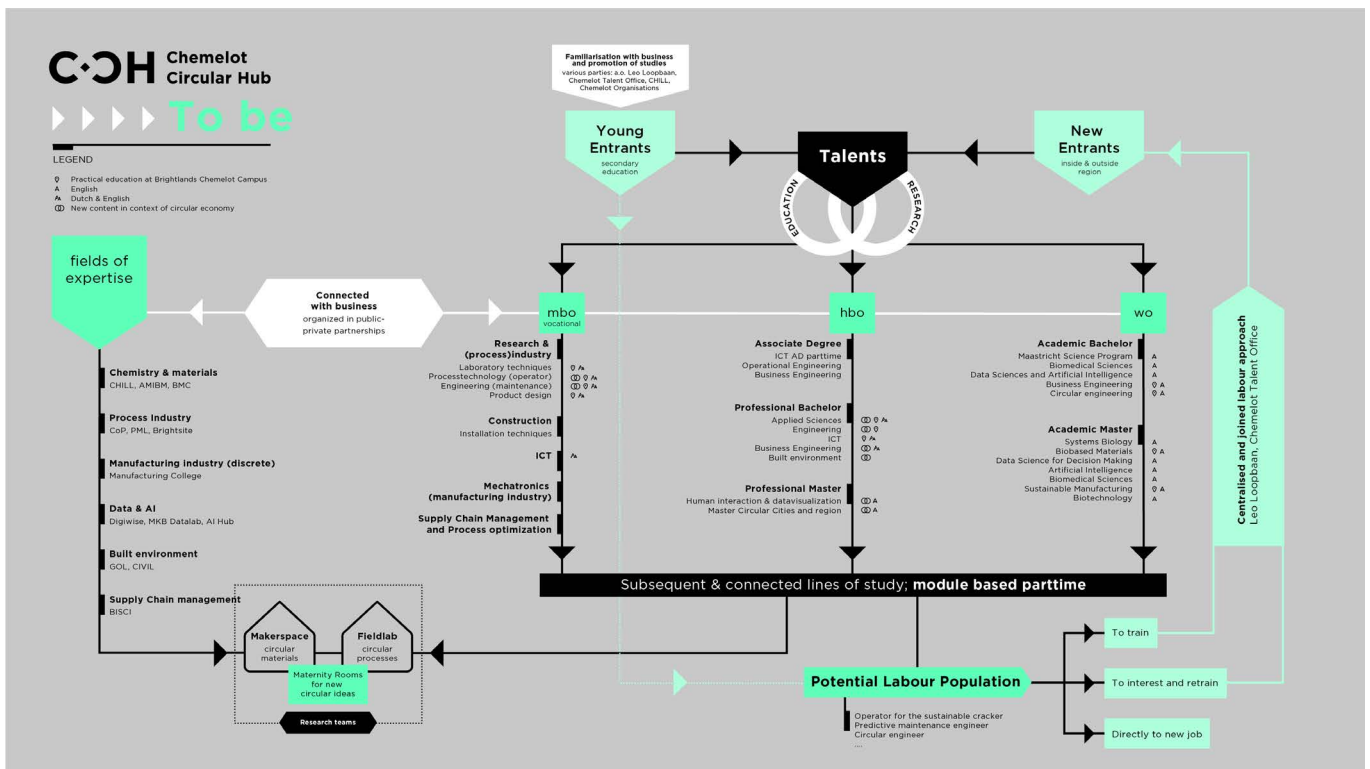 C-CH Chemelot
Circular Hub
To be
LEGEND
Practical education at Brightlands Chemelot Campus
A English
Dutch & English
New content in context of circular economy
Familiarisation with business
and promotion of studies
various parties: a.o. Leo Loopbaan,
Chemelot Talent Office, CHILL,
Chemelot Organisations
Young
Entrants
secondary
education
Talents
EDUCATION
RESEARCH
New
Entrants
inside & outside
region
fields of
expertise
Connected
with business
organized in public-
private partnerships
mbo
vocational
hbo
wo
Chemistry & materials
CHILL, AMIBM, BMC
Process Industry
CoP, PML, Brightsite
Manufacturing industry (discrete)
Manufacturing College
Data & AI
Digiwise, MKB Datalab, AI Hub
Built environment
GOL, CIVIL
Supply Chain management
BISCI
Research &
(process)industry
Laboratory techniques
Processtechnology (operator)
Engineering (maintenance)
Product design
Construction
Installation techniques
ICT
Mechatronics
(manufacturing industry)
Supply Chain Management
and Process optimization
Associate Degree
ICT AD parttime
Operational Engineering
Business Engineering
Professional Bachelor
Applied Sciences
Engineering
ICT
Business Engineering
Built environment
Professional Master
Human interaction & datavisualization A
Master Circular Cities and region A
Academic Bachelor
Maastricht Science Program A
Biomedical Sciences A
Data Sciences and Artificial Intelligence A
Business Engineering A
Circular engineering A
Academic Master
Systems Biology A
Biobased Materials A
Data Science for Decision Making A
Artificial Intelligence A
Biomedical Sciences A
Sustainable Manufacturing A
Biotechnology A
Centralised and joined labour approach
Leo Loopbaan, Chemelot Talent Office
Subsequent & connected lines of study; module based parttime
Makerspace
circular
materials
Fieldlab
circular
processes
Maternity Rooms
for new
circular ideas
Research teams
Potential Labour Population
Operator for the sustainable cracker
Predictive maintenance engineer
Circular engineer
....
To train
To interest and retrain
Directly to new job